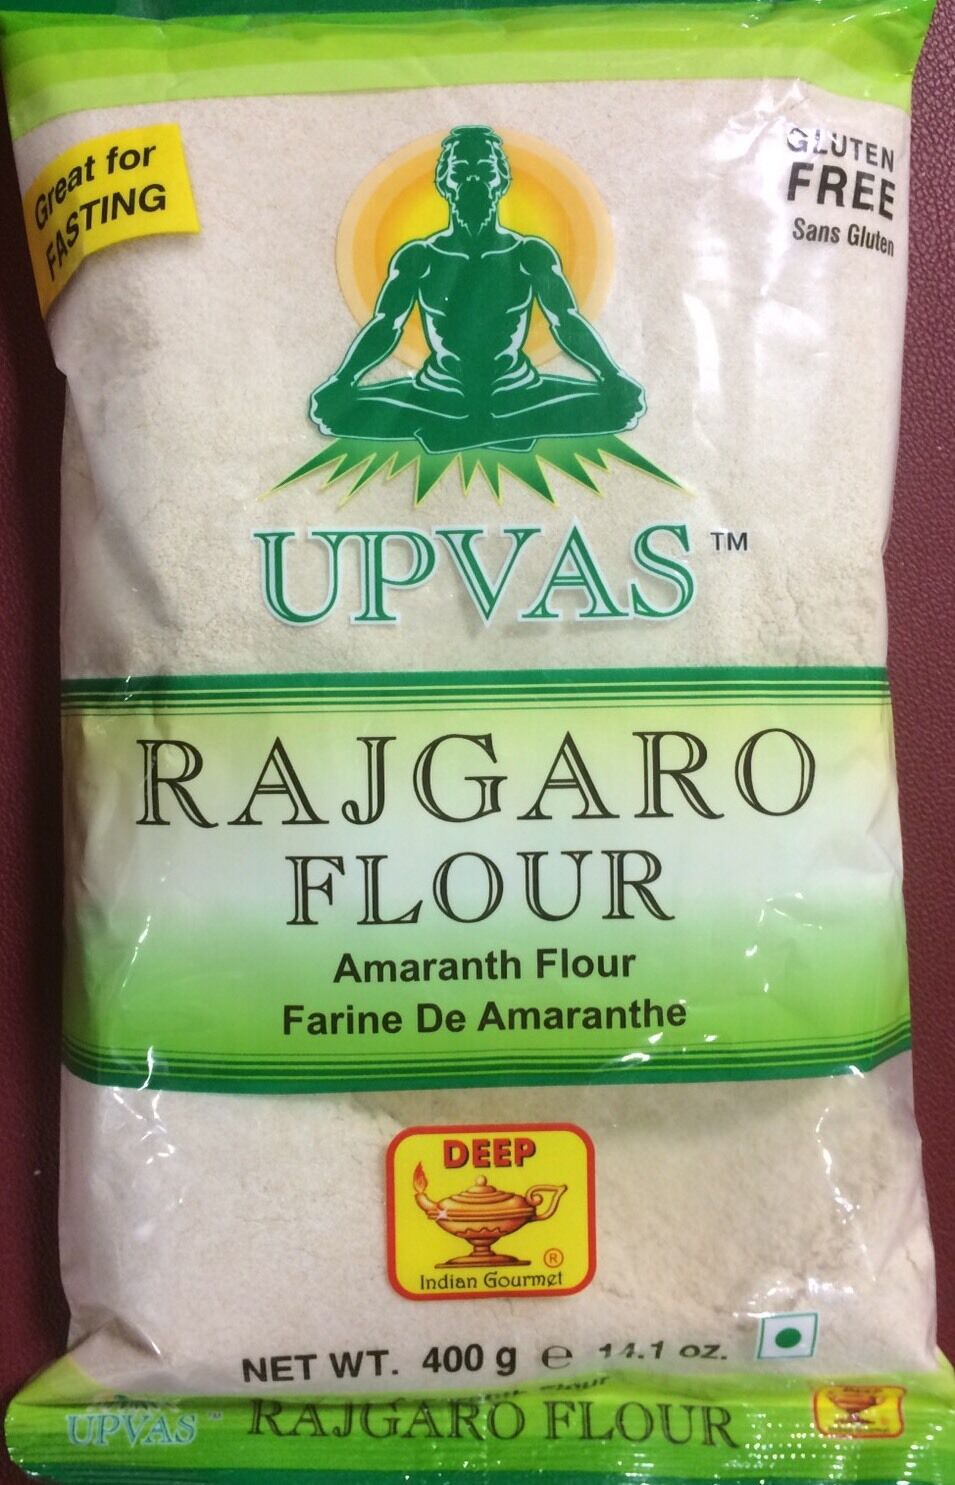 Great for
FASTING
GLUTEN
FREE
Sans Gluten
UPVAS™
RAJGARO
FLOUR
Amaranth Flour
Farine De Amaranthe
DEEP
®
Indian Gourmet
NET WT. 400 g ℮ 14.1 oz.
UPVAS™ RAJGARO FLOUR